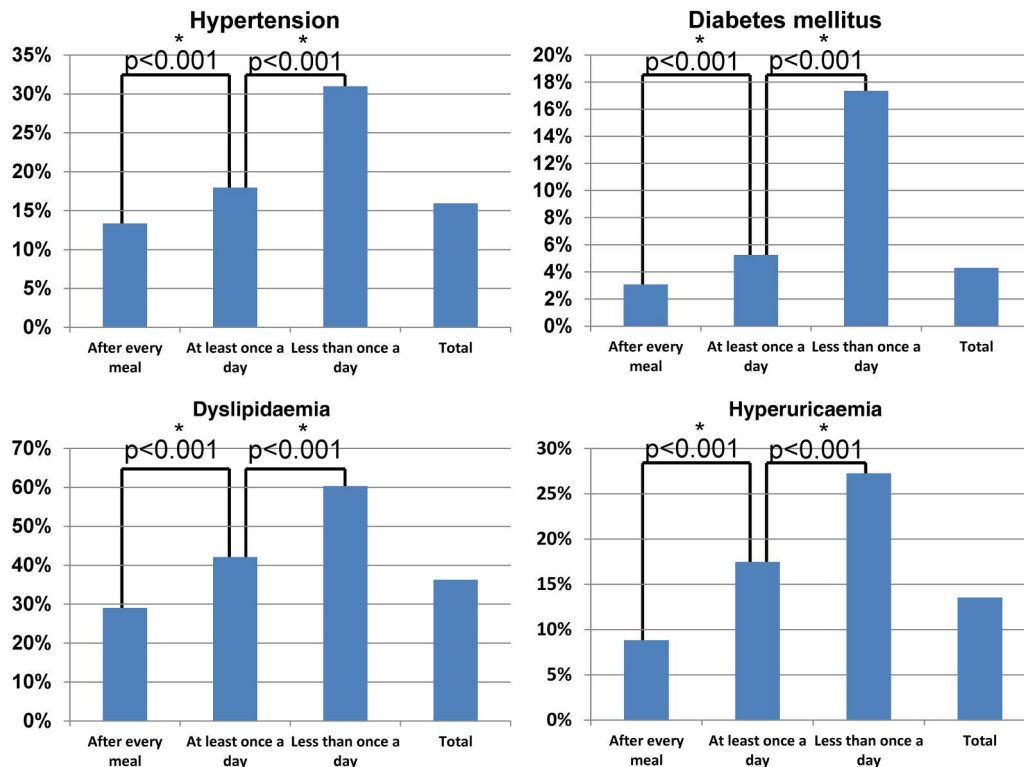 Hypertension
*
*
p<0.001
p<0.001
35%
30%
25%
20%
15%
10%
5%
0%
After every
meal
At least once a
day
Less than once a
day
Total
Diabetes mellitus
*
*
p<0.001
p<0.001
20%
18%
16%
14%
12%
10%
8%
6%
4%
2%
0%
After every
meal
At least once a
day
Less than once a
day
Total
Dyslipidaemia
*
*
p<0.001
p<0.001
70%
60%
50%
40%
30%
20%
10%
0%
After every
meal
At least once a
day
Less than once a
day
Total
Hyperuricaemia
*
*
p<0.001
p<0.001
30%
25%
20%
15%
10%
5%
0%
After every
meal
At least once a
day
Less than once a
day
Total